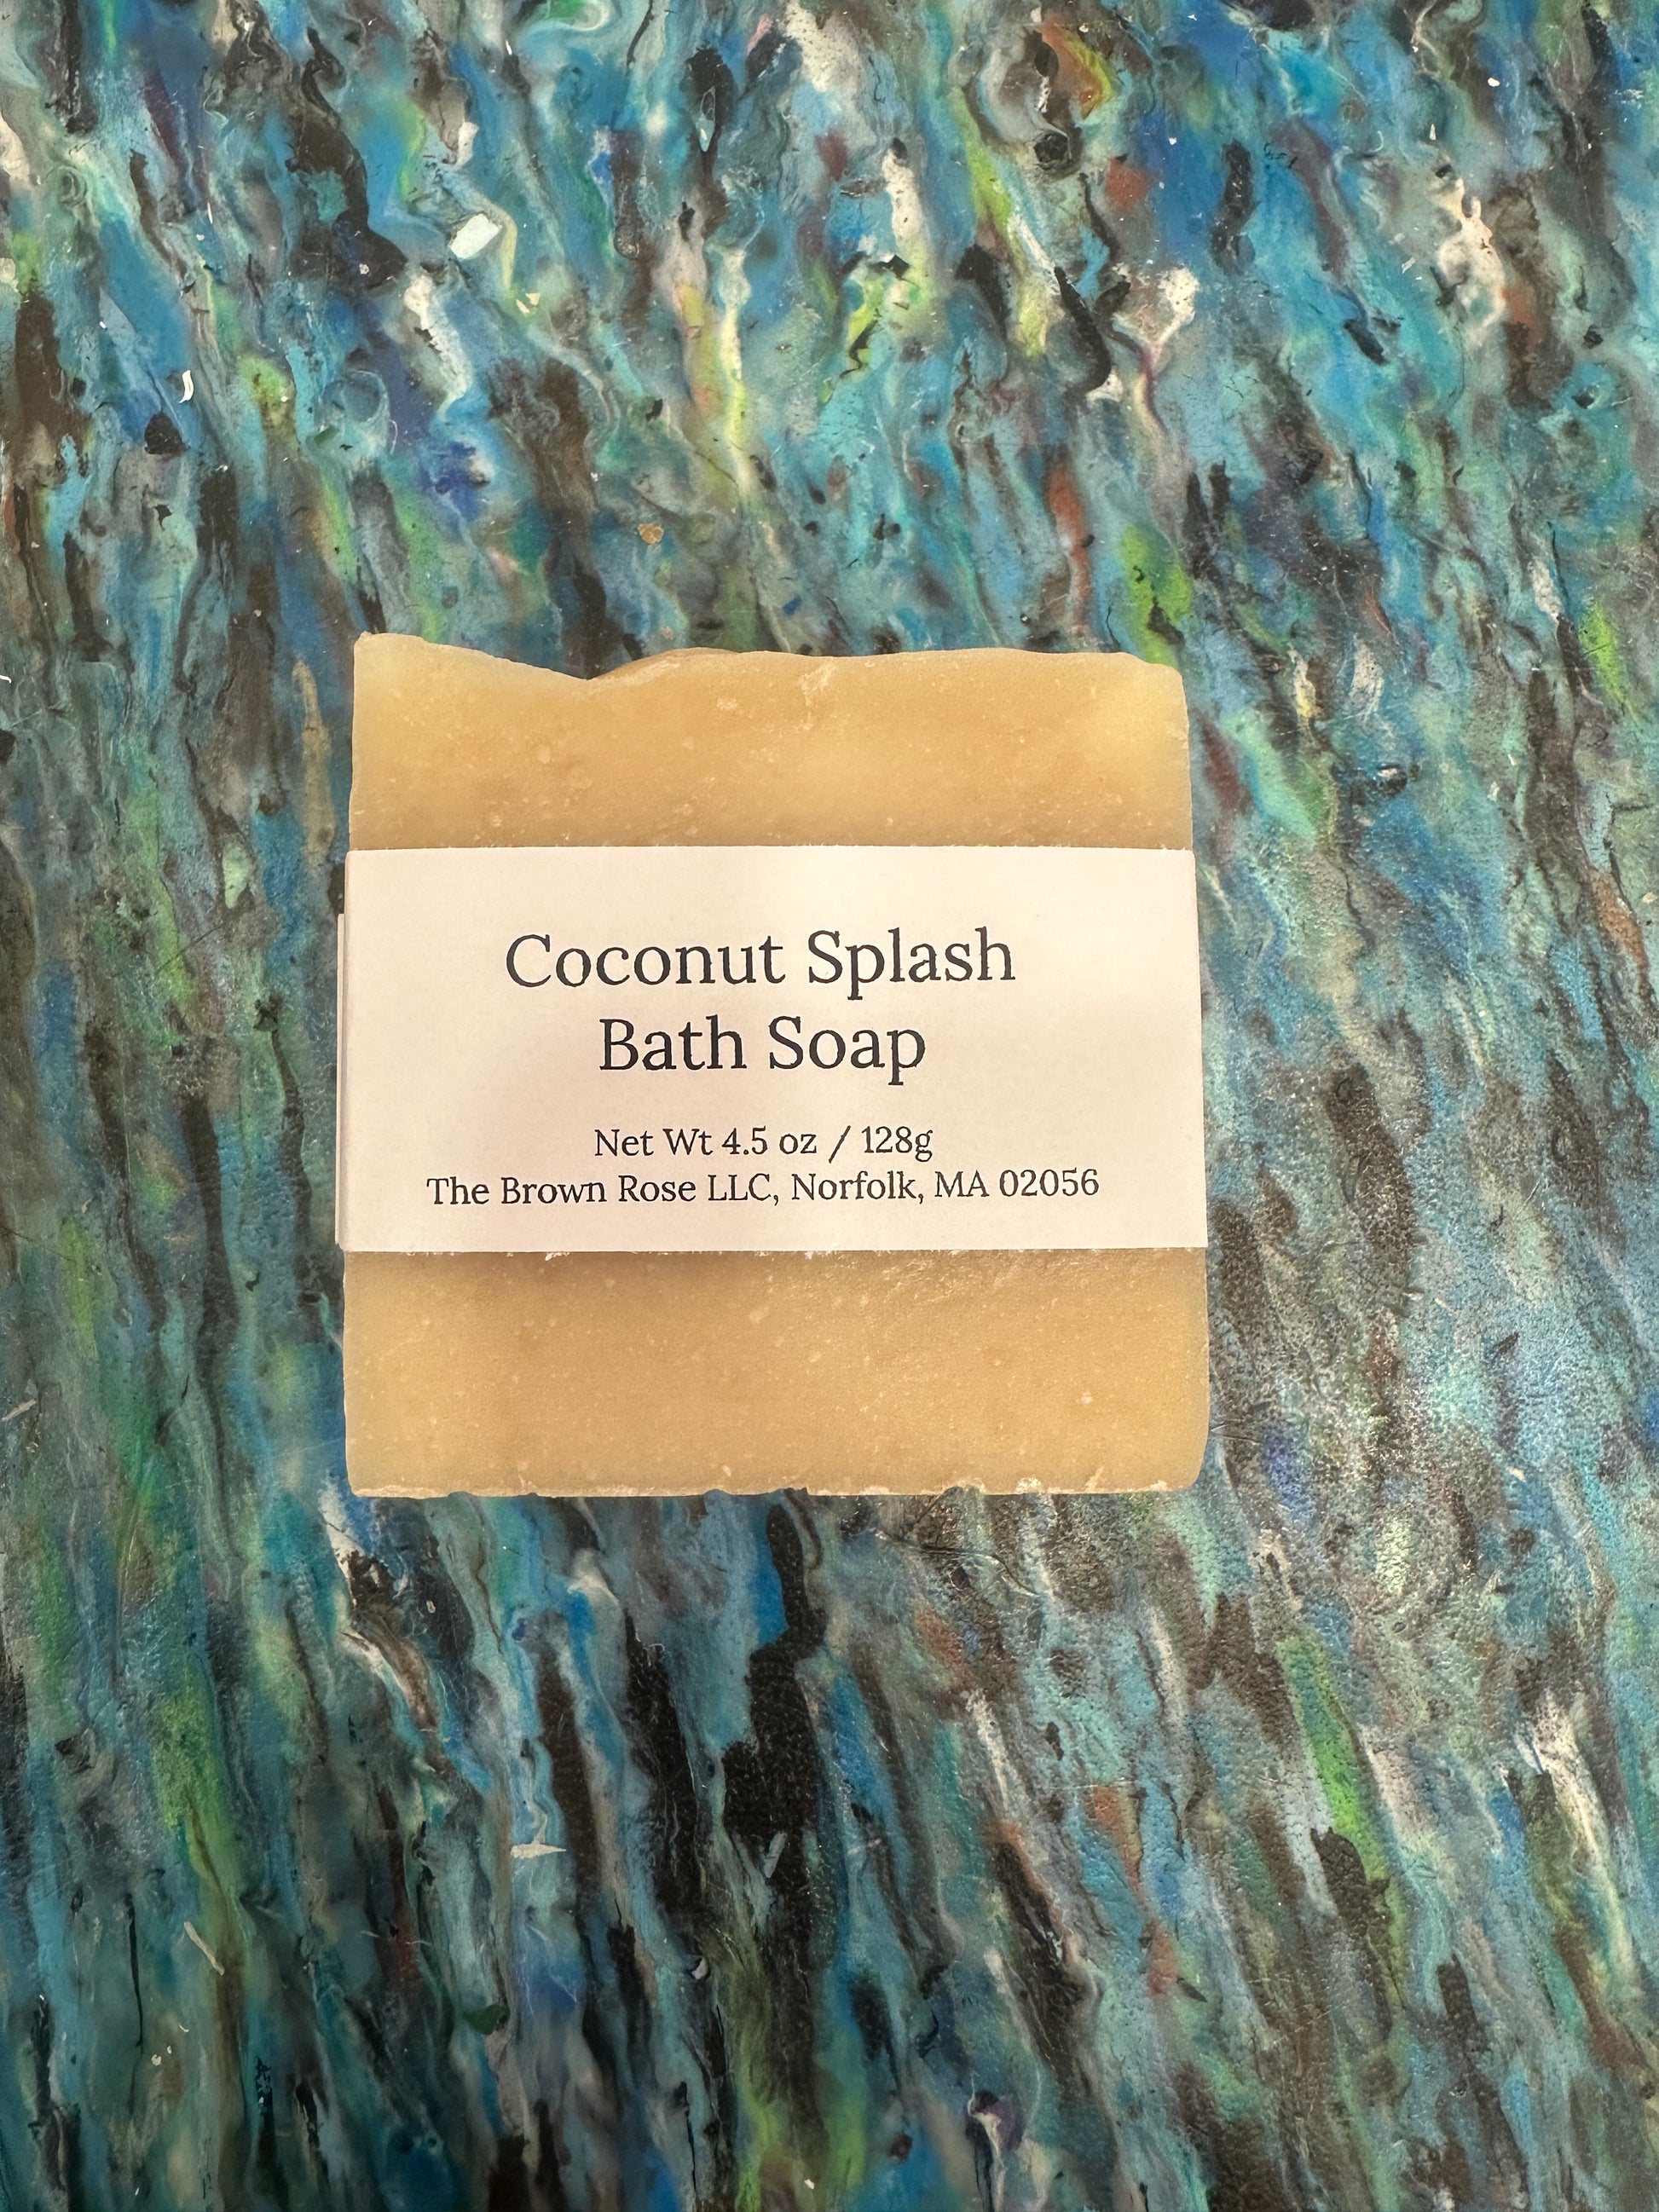 Coconut Splash
Bath Soap
Net Wt 4.5 oz / 128g
The Brown Rose LLC, Norfolk, MA 02056